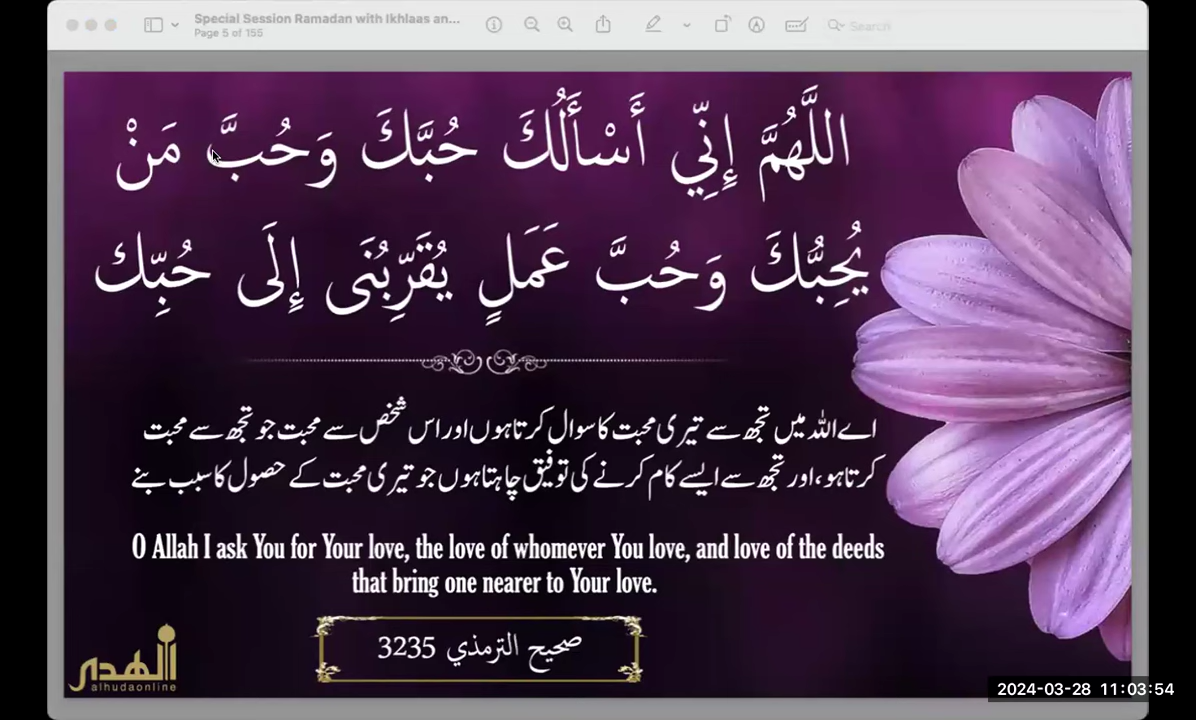 Special Session Ramadan with Ikhlaas an...
Page 5 of 155
Search
اللَّهُمَّ إِنِّي أَسْأَلُكَ حُبَّكَ وَحُبَّ مَنْ
يُحِبُّكَ وَحُبَّ عَمَلٍ يُقَرِّبُنَى إِلَى حُبِّك
اے اللہ میں تجھ سے تیری محبت کا سوال کرتا ہوں اور اس شخص سے محبت جو تجھ سے محبت
کرتا ہو، اور تجھ سے ایسے کام کرنے کی توفیق چاہتا ہوں جو تیری محبت کے حصول کا سبب بنے
O Allah I ask You for Your love, the love of whomever You love, and love of the deeds
that bring one nearer to Your love.
صحيح الترمذي 3235
الهدى
alhudaonline
2024-03-28 11:03:54